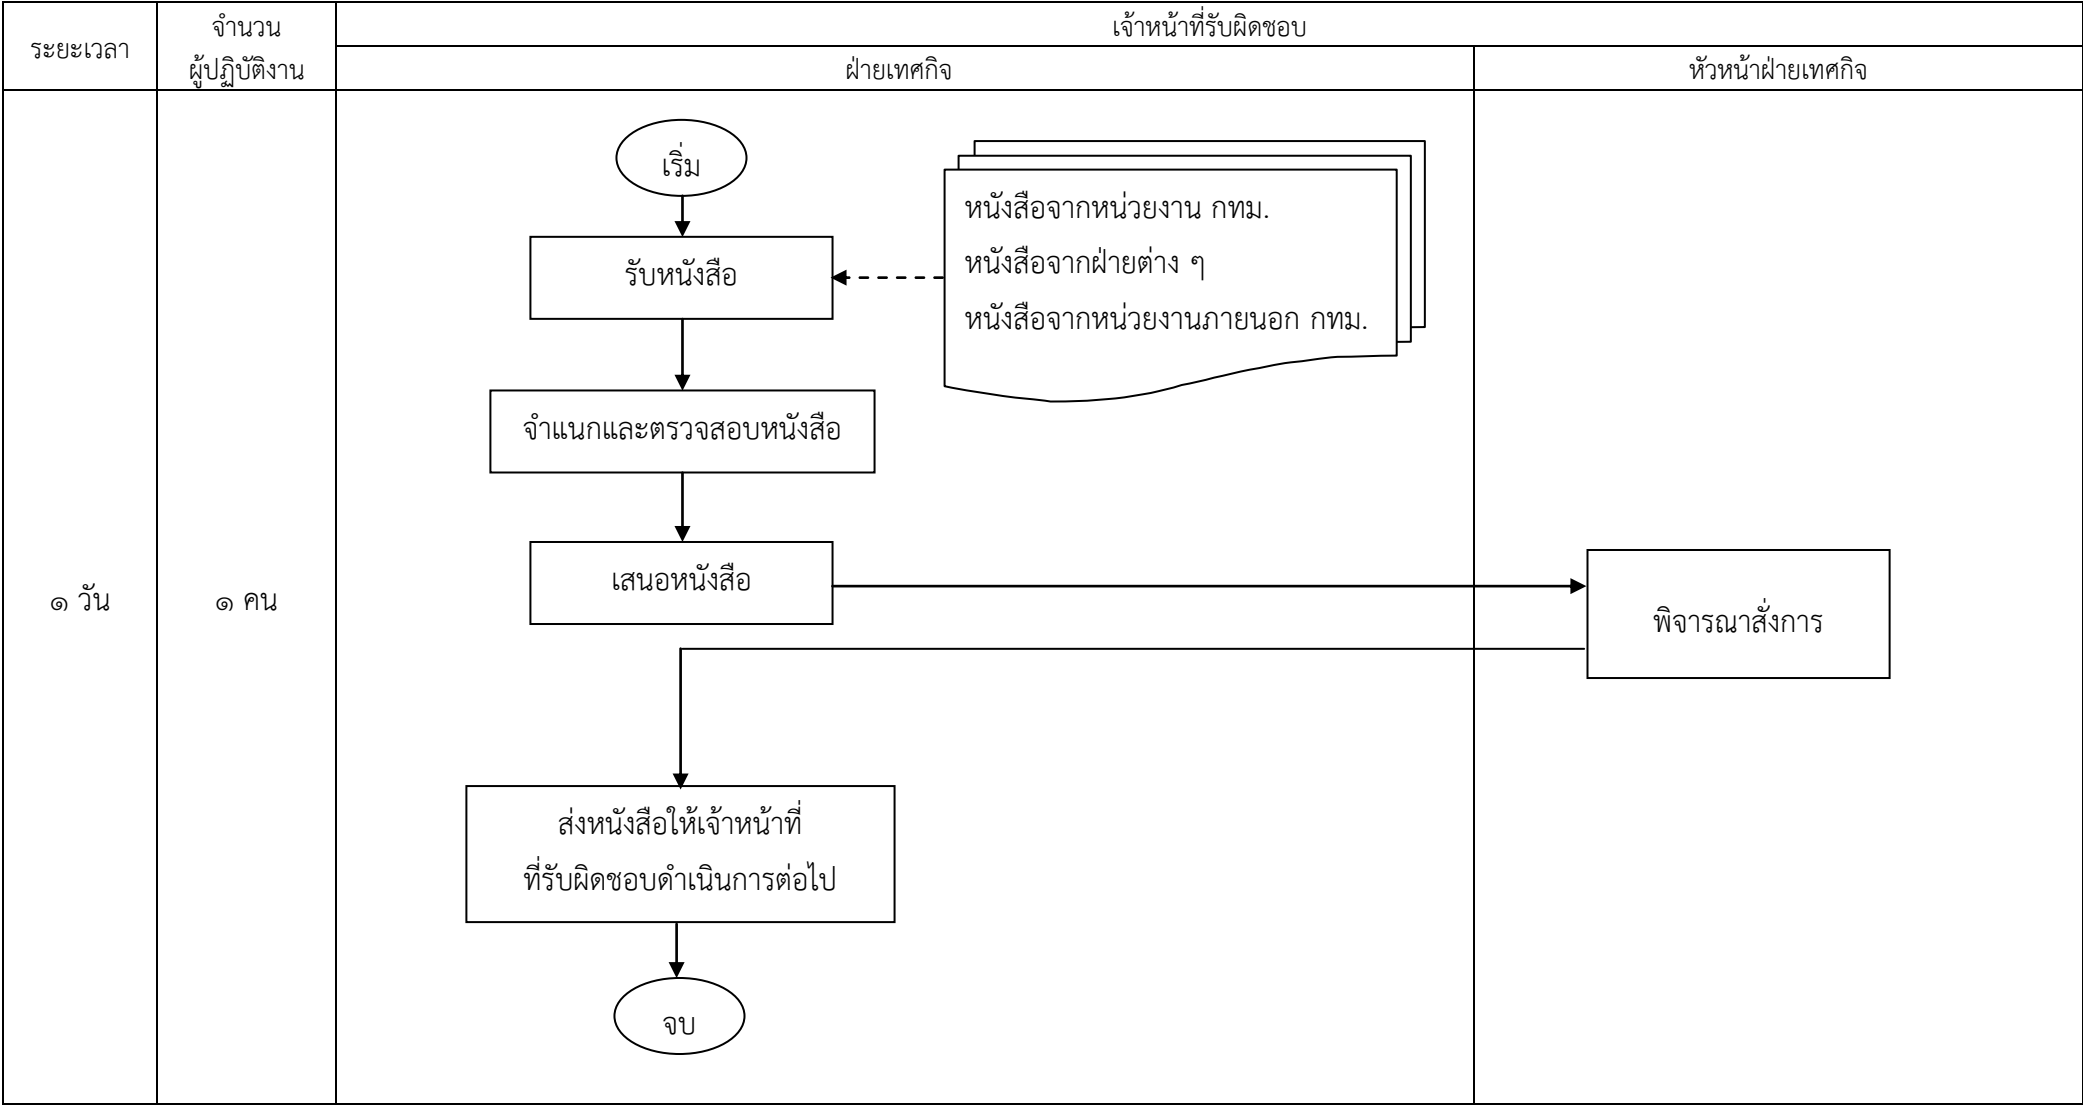 ระยะเวลา
จำนวน
ผู้ปฏิบัติงาน
เจ้าหน้าที่รับผิดชอบ
ฝ่ายเทศกิจ
หัวหน้าฝ่ายเทศกิจ
๑ วัน
๑ คน
เริ่ม
รับหนังสือ
หนังสือจากหน่วยงาน กทม.
หนังสือจากฝ่ายต่าง ๆ
หนังสือจากหน่วยงานภายนอก กทม.
จำแนกและตรวจสอบหนังสือ
เสนอหนังสือ
พิจารณาสั่งการ
ส่งหนังสือให้เจ้าหน้าที่
ที่รับผิดชอบดำเนินการต่อไป
จบ